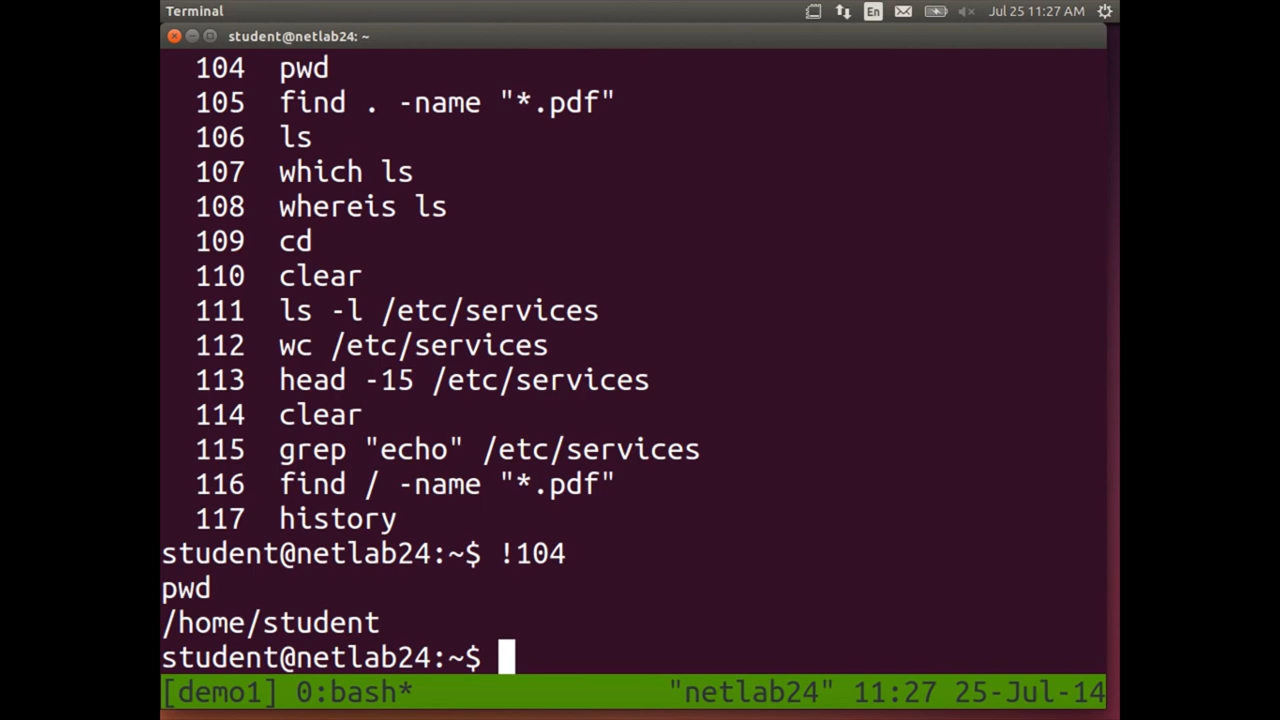 Terminal
En
Jul 25 11:27 AM
student@netlab24: ~
104 pwd
105 find . -name "*.pdf"
106 ls
107 which ls
108 whereis ls
109 cd
110 clear
111 ls -l /etc/services
112 wc /etc/services
113 head -15 /etc/services
114 clear
115 grep "echo" /etc/services
116 find / -name "*.pdf"
117 history
student@netlab24:~$ !104
pwd
/home/student
student@netlab24:~$
[demo1] 0:bash* "netlab24" 11:27 25-Jul-14